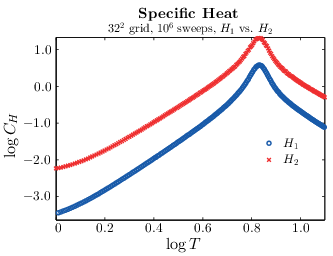 Specific Heat
32² grid, 10⁶ sweeps, H₁ vs. H₂
log C_H
1.0
0.0
−1.0
−2.0
−3.0
H₁
H₂
0 0.2 0.4 0.6 0.8 1.0
log T